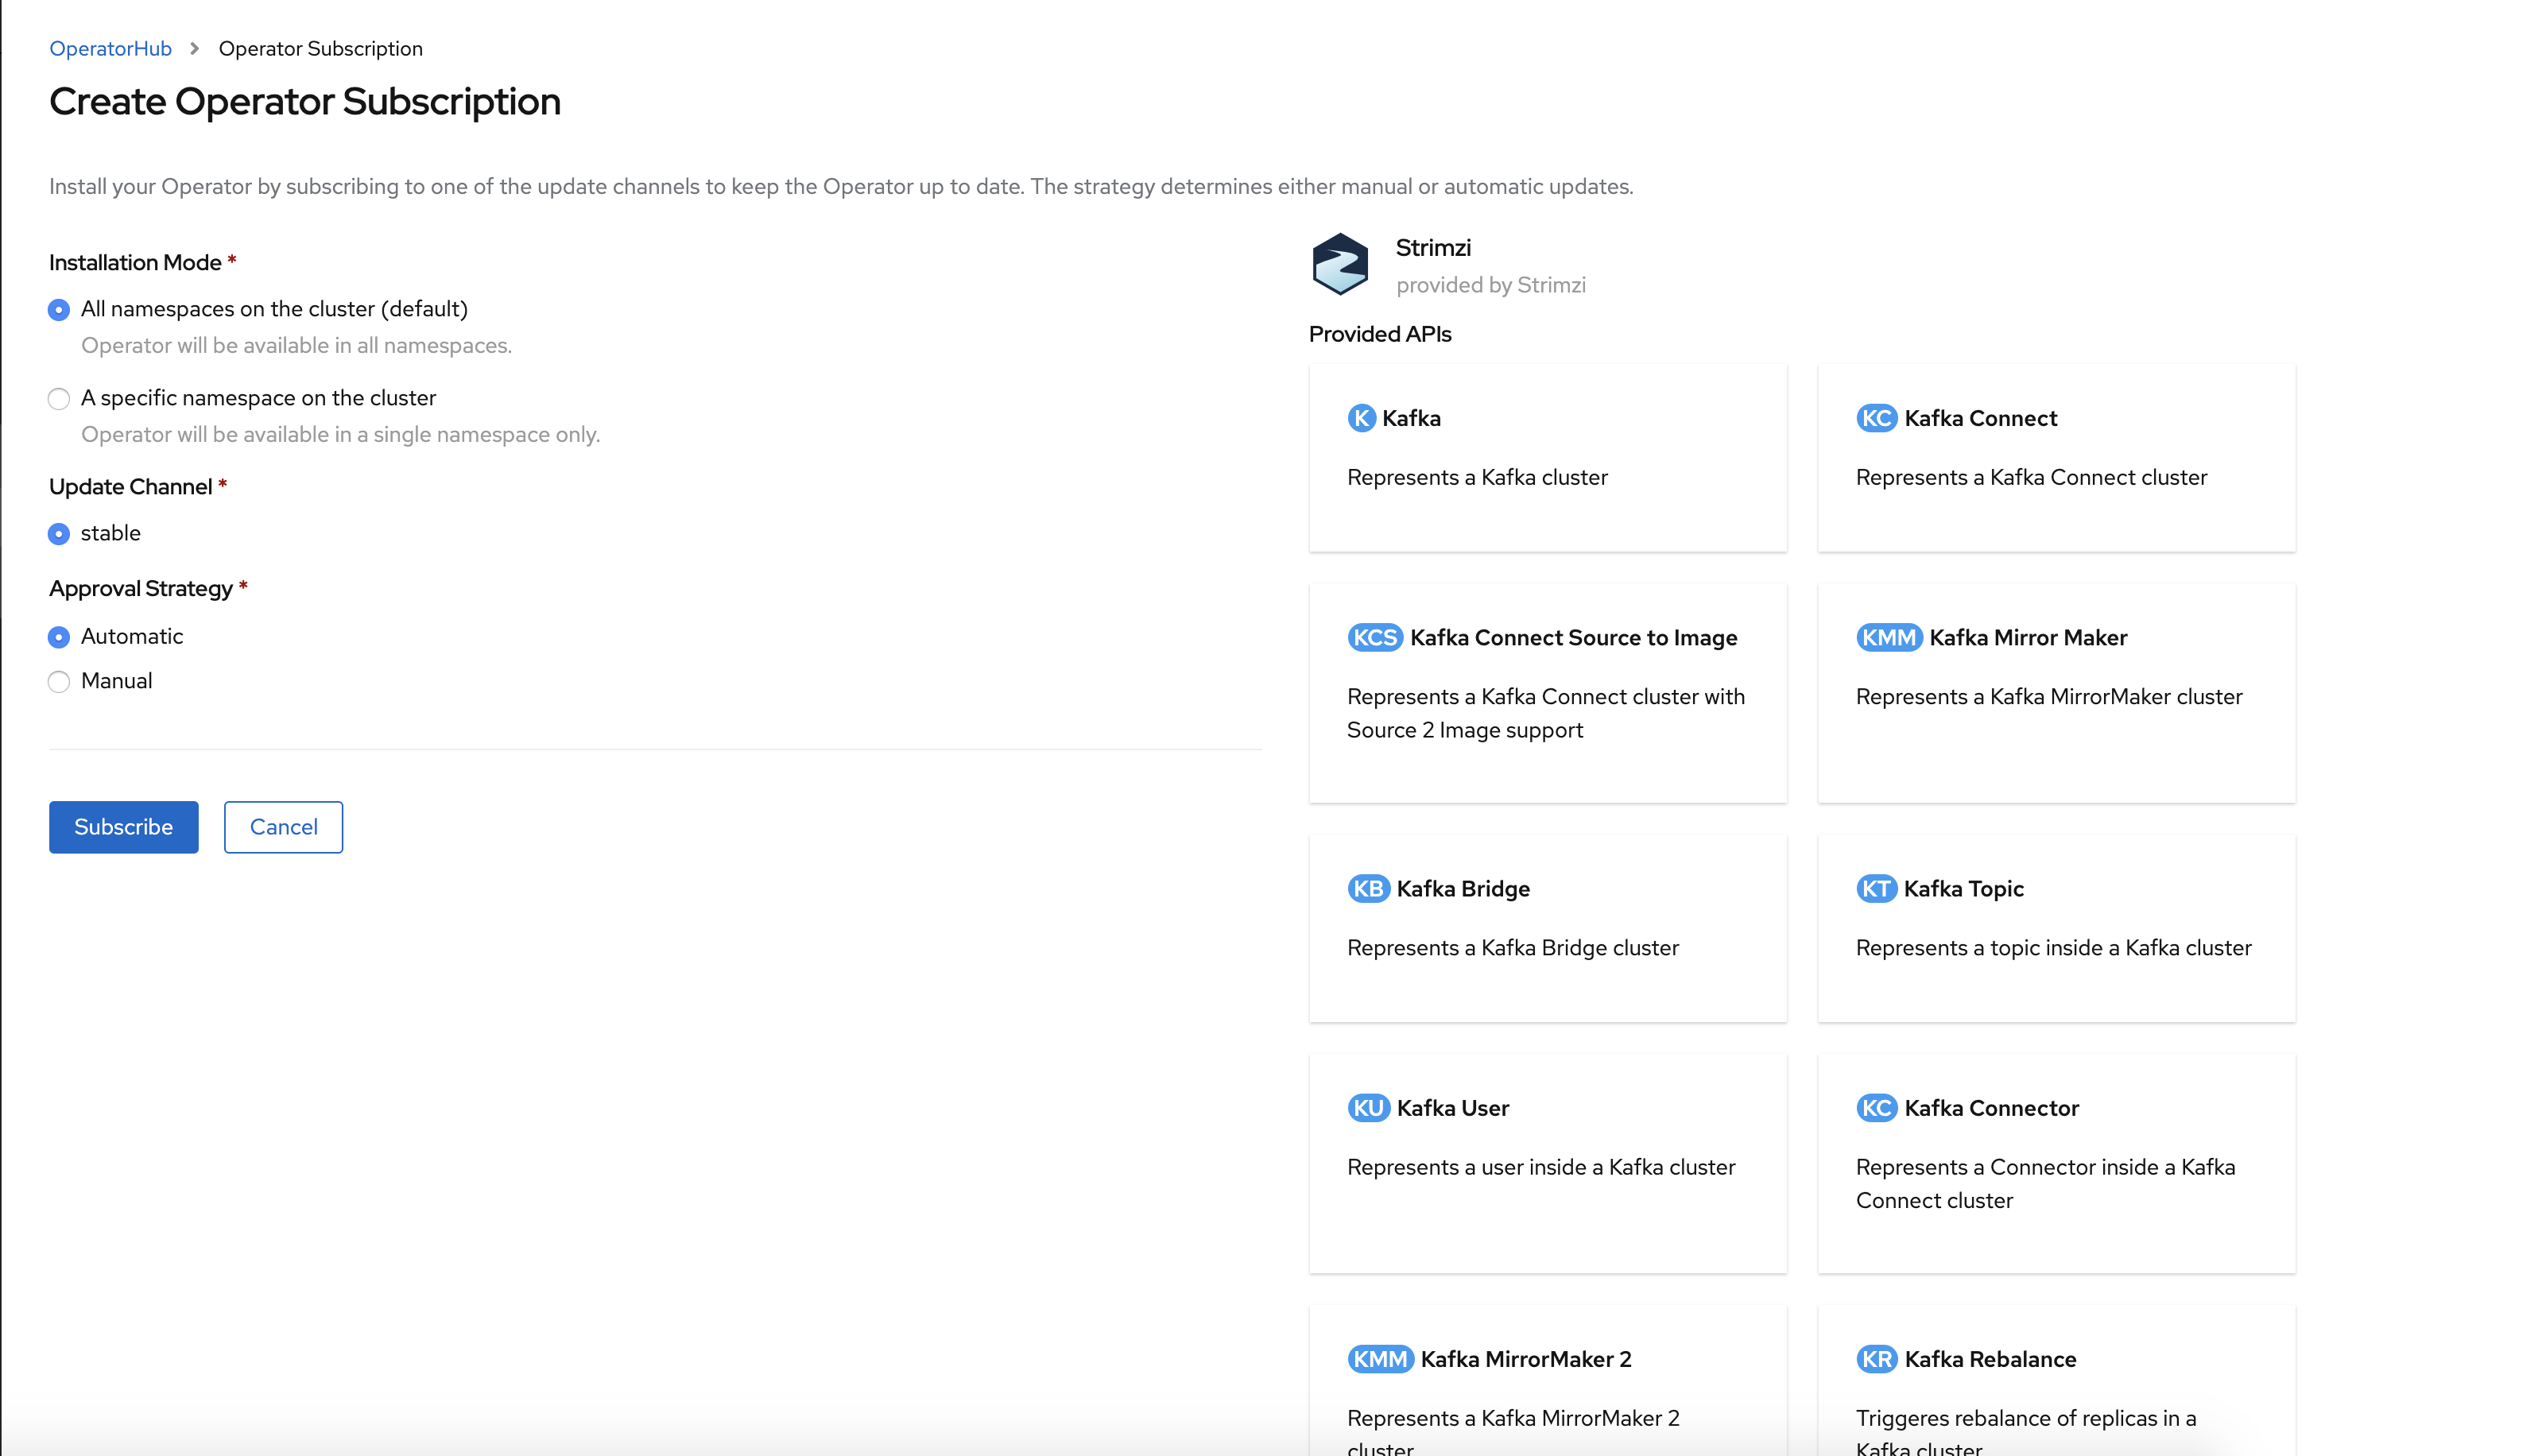 OperatorHub > Operator Subscription
Create Operator Subscription
Install your Operator by subscribing to one of the update channels to keep the Operator up to date. The strategy determines either manual or automatic updates.
Installation Mode *
All namespaces on the cluster (default)
Operator will be available in all namespaces.
A specific namespace on the cluster
Operator will be available in a single namespace only.
Update Channel *
stable
Approval Strategy *
Automatic
Manual
Subscribe Cancel
Strimzi
provided by Strimzi
Provided APIs
K Kafka
Represents a Kafka cluster
KC Kafka Connect
Represents a Kafka Connect cluster
KCS Kafka Connect Source to Image
Represents a Kafka Connect cluster with
Source 2 Image support
KMM Kafka Mirror Maker
Represents a Kafka MirrorMaker cluster
KB Kafka Bridge
Represents a Kafka Bridge cluster
KT Kafka Topic
Represents a topic inside a Kafka cluster
KU Kafka User
Represents a user inside a Kafka cluster
KC Kafka Connector
Represents a Connector inside a Kafka
Connect cluster
KMM Kafka MirrorMaker 2
Represents a Kafka MirrorMaker 2
cluster
KR Kafka Rebalance
Triggeres rebalance of replicas in a
Kafka cluster